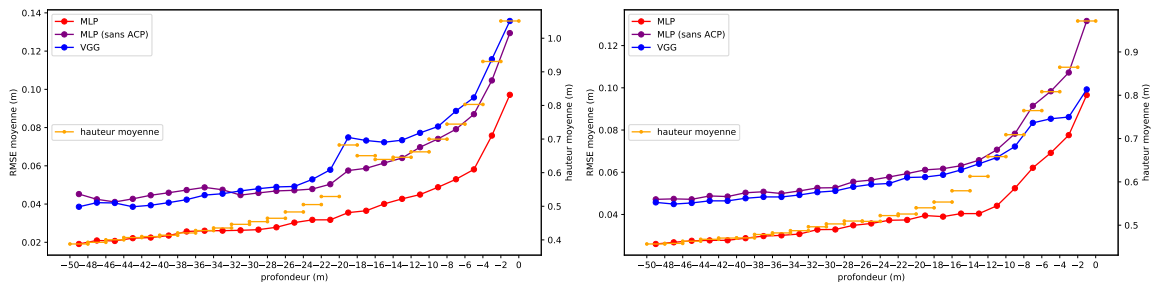 0.14
0.12
0.10
0.08
0.06
0.04
0.02
RMSE moyenne (m)
MLP
MLP (sans ACP)
VGG
hauteur moyenne
1.0
0.9
0.8
0.7
0.6
0.5
0.4
hauteur moyenne (m)
−50−48−46−44−42−40−38−36−34−32−30−28−26−24−22−20−18−16−14−12−10 −8 −6 −4 −2 0
profondeur (m)
0.12
0.10
0.08
0.06
0.04
RMSE moyenne (m)
MLP
MLP (sans ACP)
VGG
hauteur moyenne
0.9
0.8
0.7
0.6
0.5
hauteur moyenne (m)
−50−48−46−44−42−40−38−36−34−32−30−28−26−24−22−20−18−16−14−12−10 −8 −6 −4 −2 0
profondeur (m)